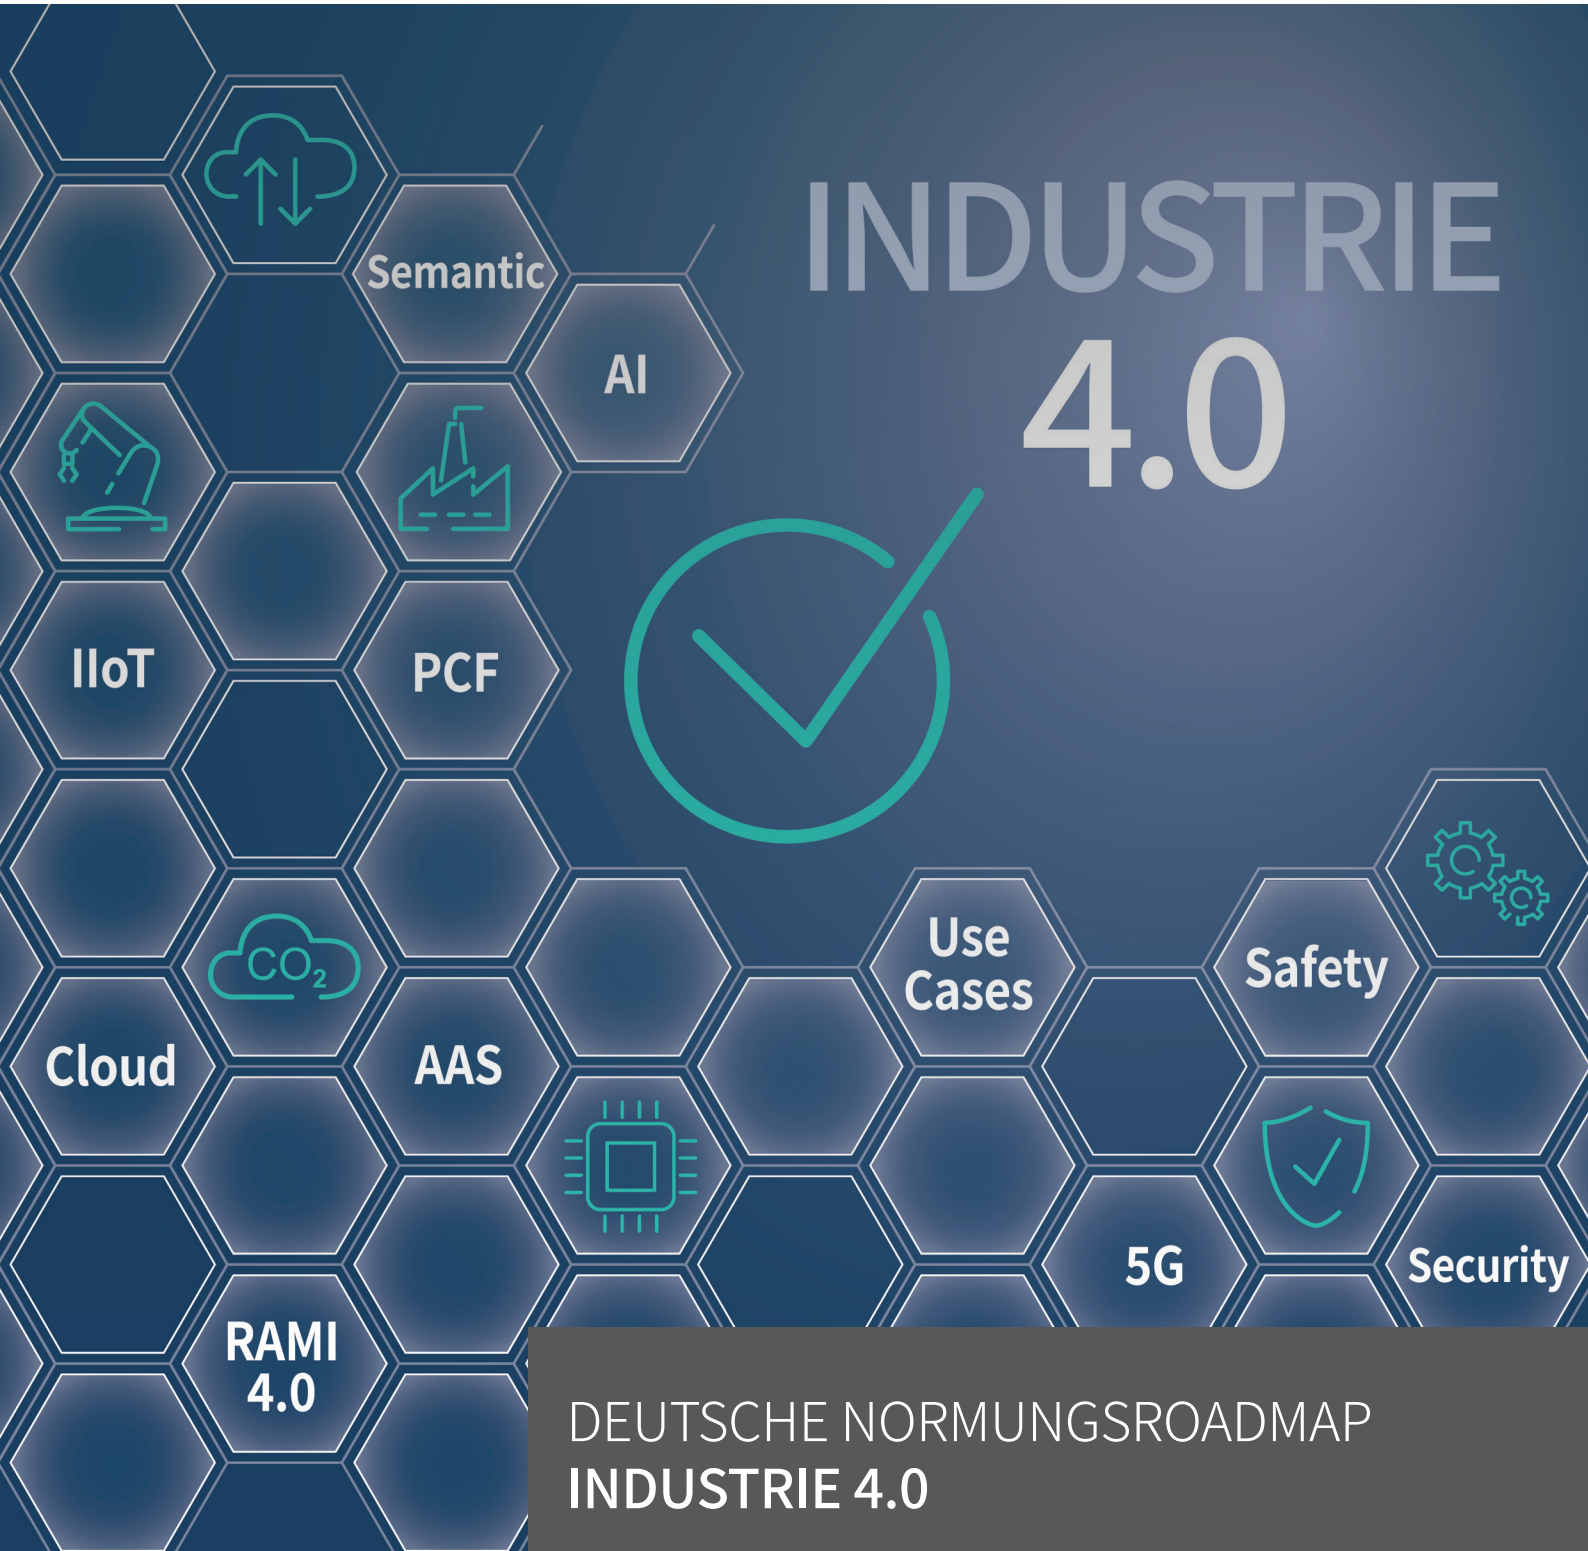 INDUSTRIE
4.0
Semantic
AI
IIoT
PCF
CO₂
Use
Cases
Safety
Cloud
AAS
5G
Security
RAMI
4.0
DEUTSCHE NORMUNGSROADMAP
INDUSTRIE 4.0